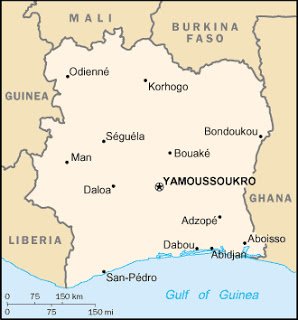 MALI
BURKINA
FASO
Odienné
Korhogo
GUINEA
Séguéla
Bondoukou
Man
Bouaké
YAMOUSSOUKRO
Daloa
GHANA
Adzopé
LIBERIA
Dabou
Aboisso
Abidjan
San-Pédro
Gulf of Guinea
0 75 150 km
0 75 150 mi